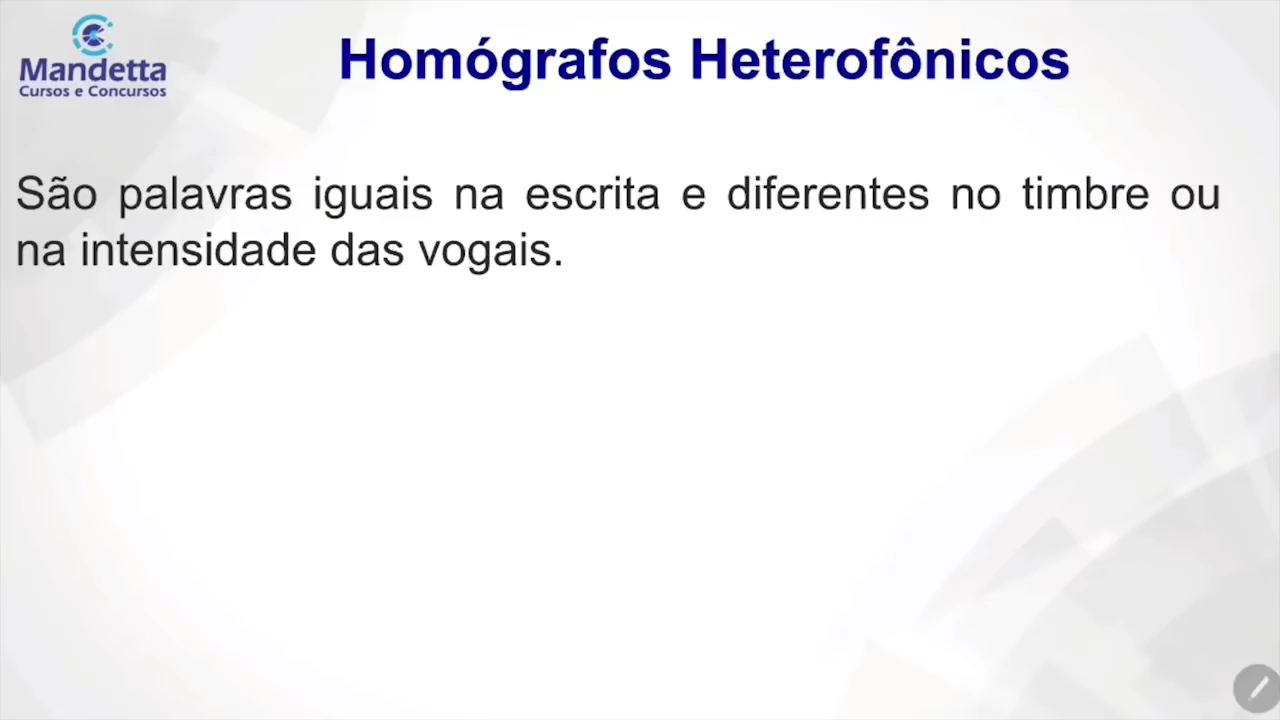 Mandetta
Cursos e Concursos
Homógrafos Heterofônicos
São palavras iguais na escrita e diferentes no timbre ou
na intensidade das vogais.